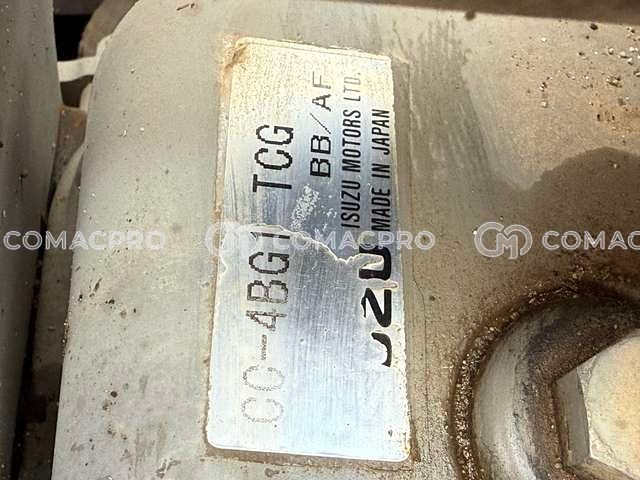 CC-4BG1 TCG
BB/AF
ISUZU MOTORS LTD.
MADE IN JAPAN
COMACPRO
COMACPRO
COMAC